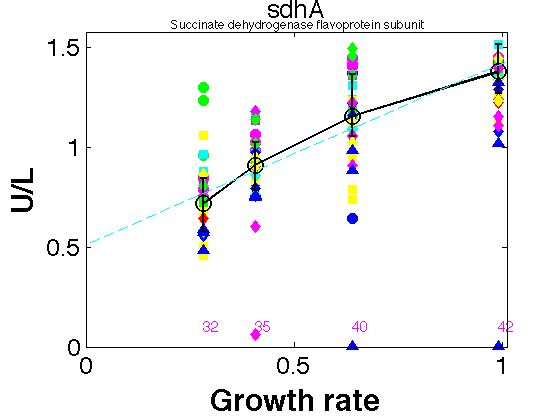 sdhA
Succinate dehydrogenase flavoprotein subunit
1.5
1
0.5
0
U/L
32 35 40 42
0 0.5 1
Growth rate